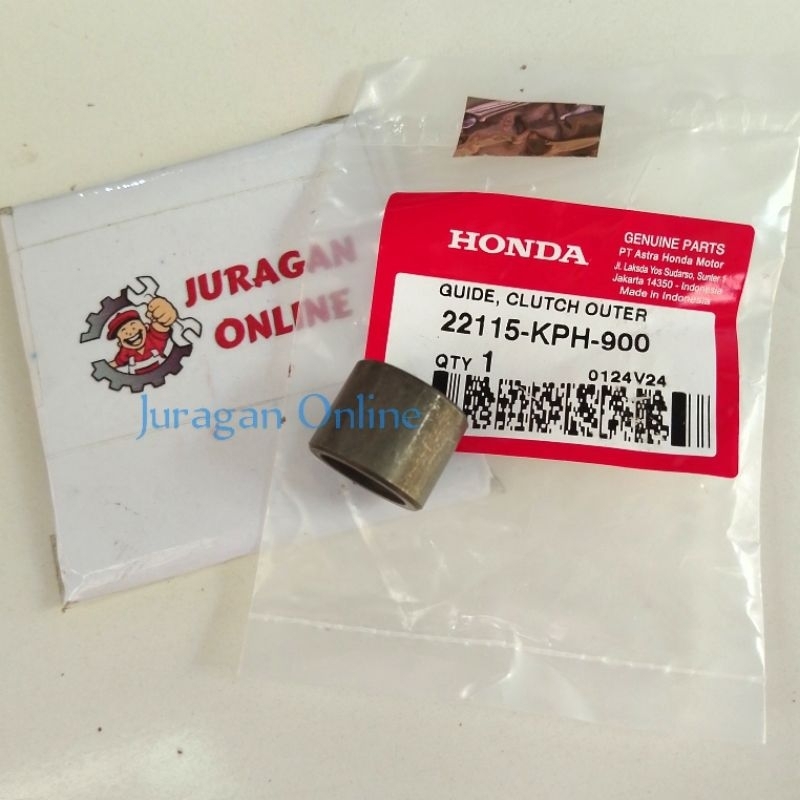 JURAGAN
ONLINE
Juragan Online
HONDA
GENUINE PARTS
PT Astra Honda Motor
Jl. Laksda Yos Sudarso, Sunter 1
Jakarta 14350 - Indonesia
Made in Indonesia
GUIDE, CLUTCH OUTER
22115-KPH-900
QTY 1
0124V24